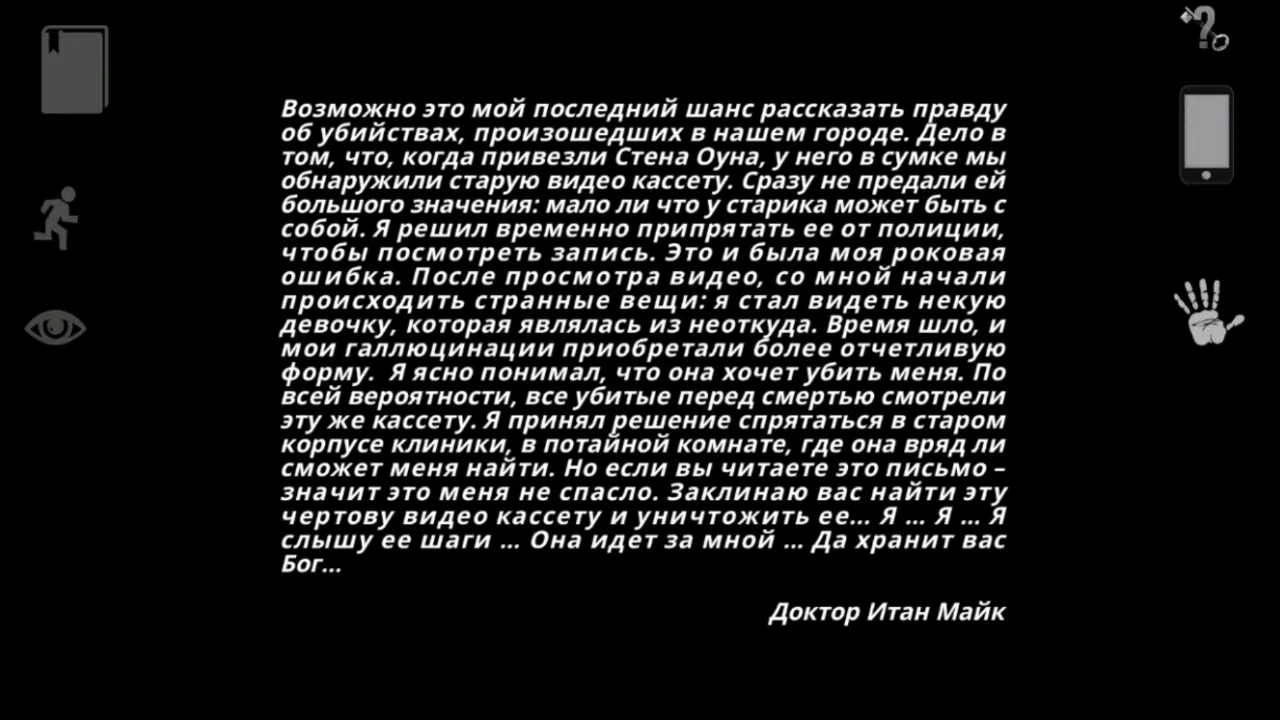 Возможно это мой последний шанс рассказать правду
об убийствах, произошедших в нашем городе. Дело в
том, что, когда привезли Стена Оуна, у него в сумке мы
обнаружили старую видео кассету. Сразу не предали ей
большого значения: мало ли что у старика может быть с
собой. Я решил временно припрятать ее от полиции,
чтобы посмотреть запись. Это и была моя роковая
ошибка. После просмотра видео, со мной начали
происходить странные вещи: я стал видеть некую
девочку, которая являлась из неоткуда. Время шло, и
мои галлюцинации приобретали более отчетливую
форму. Я ясно понимал, что она хочет убить меня. По
всей вероятности, все убитые перед смертью смотрели
эту же кассету. Я принял решение спрятаться в старом
корпусе клиники, в потайной комнате, где она вряд ли
сможет меня найти. Но если вы читаете это письмо –
значит это меня не спасло. Заклинаю вас найти эту
чертову видео кассету и уничтожить ее... Я ... Я ... Я
слышу ее шаги ... Она идет за мной ... Да хранит вас
Бог...
Доктор Итан Майк